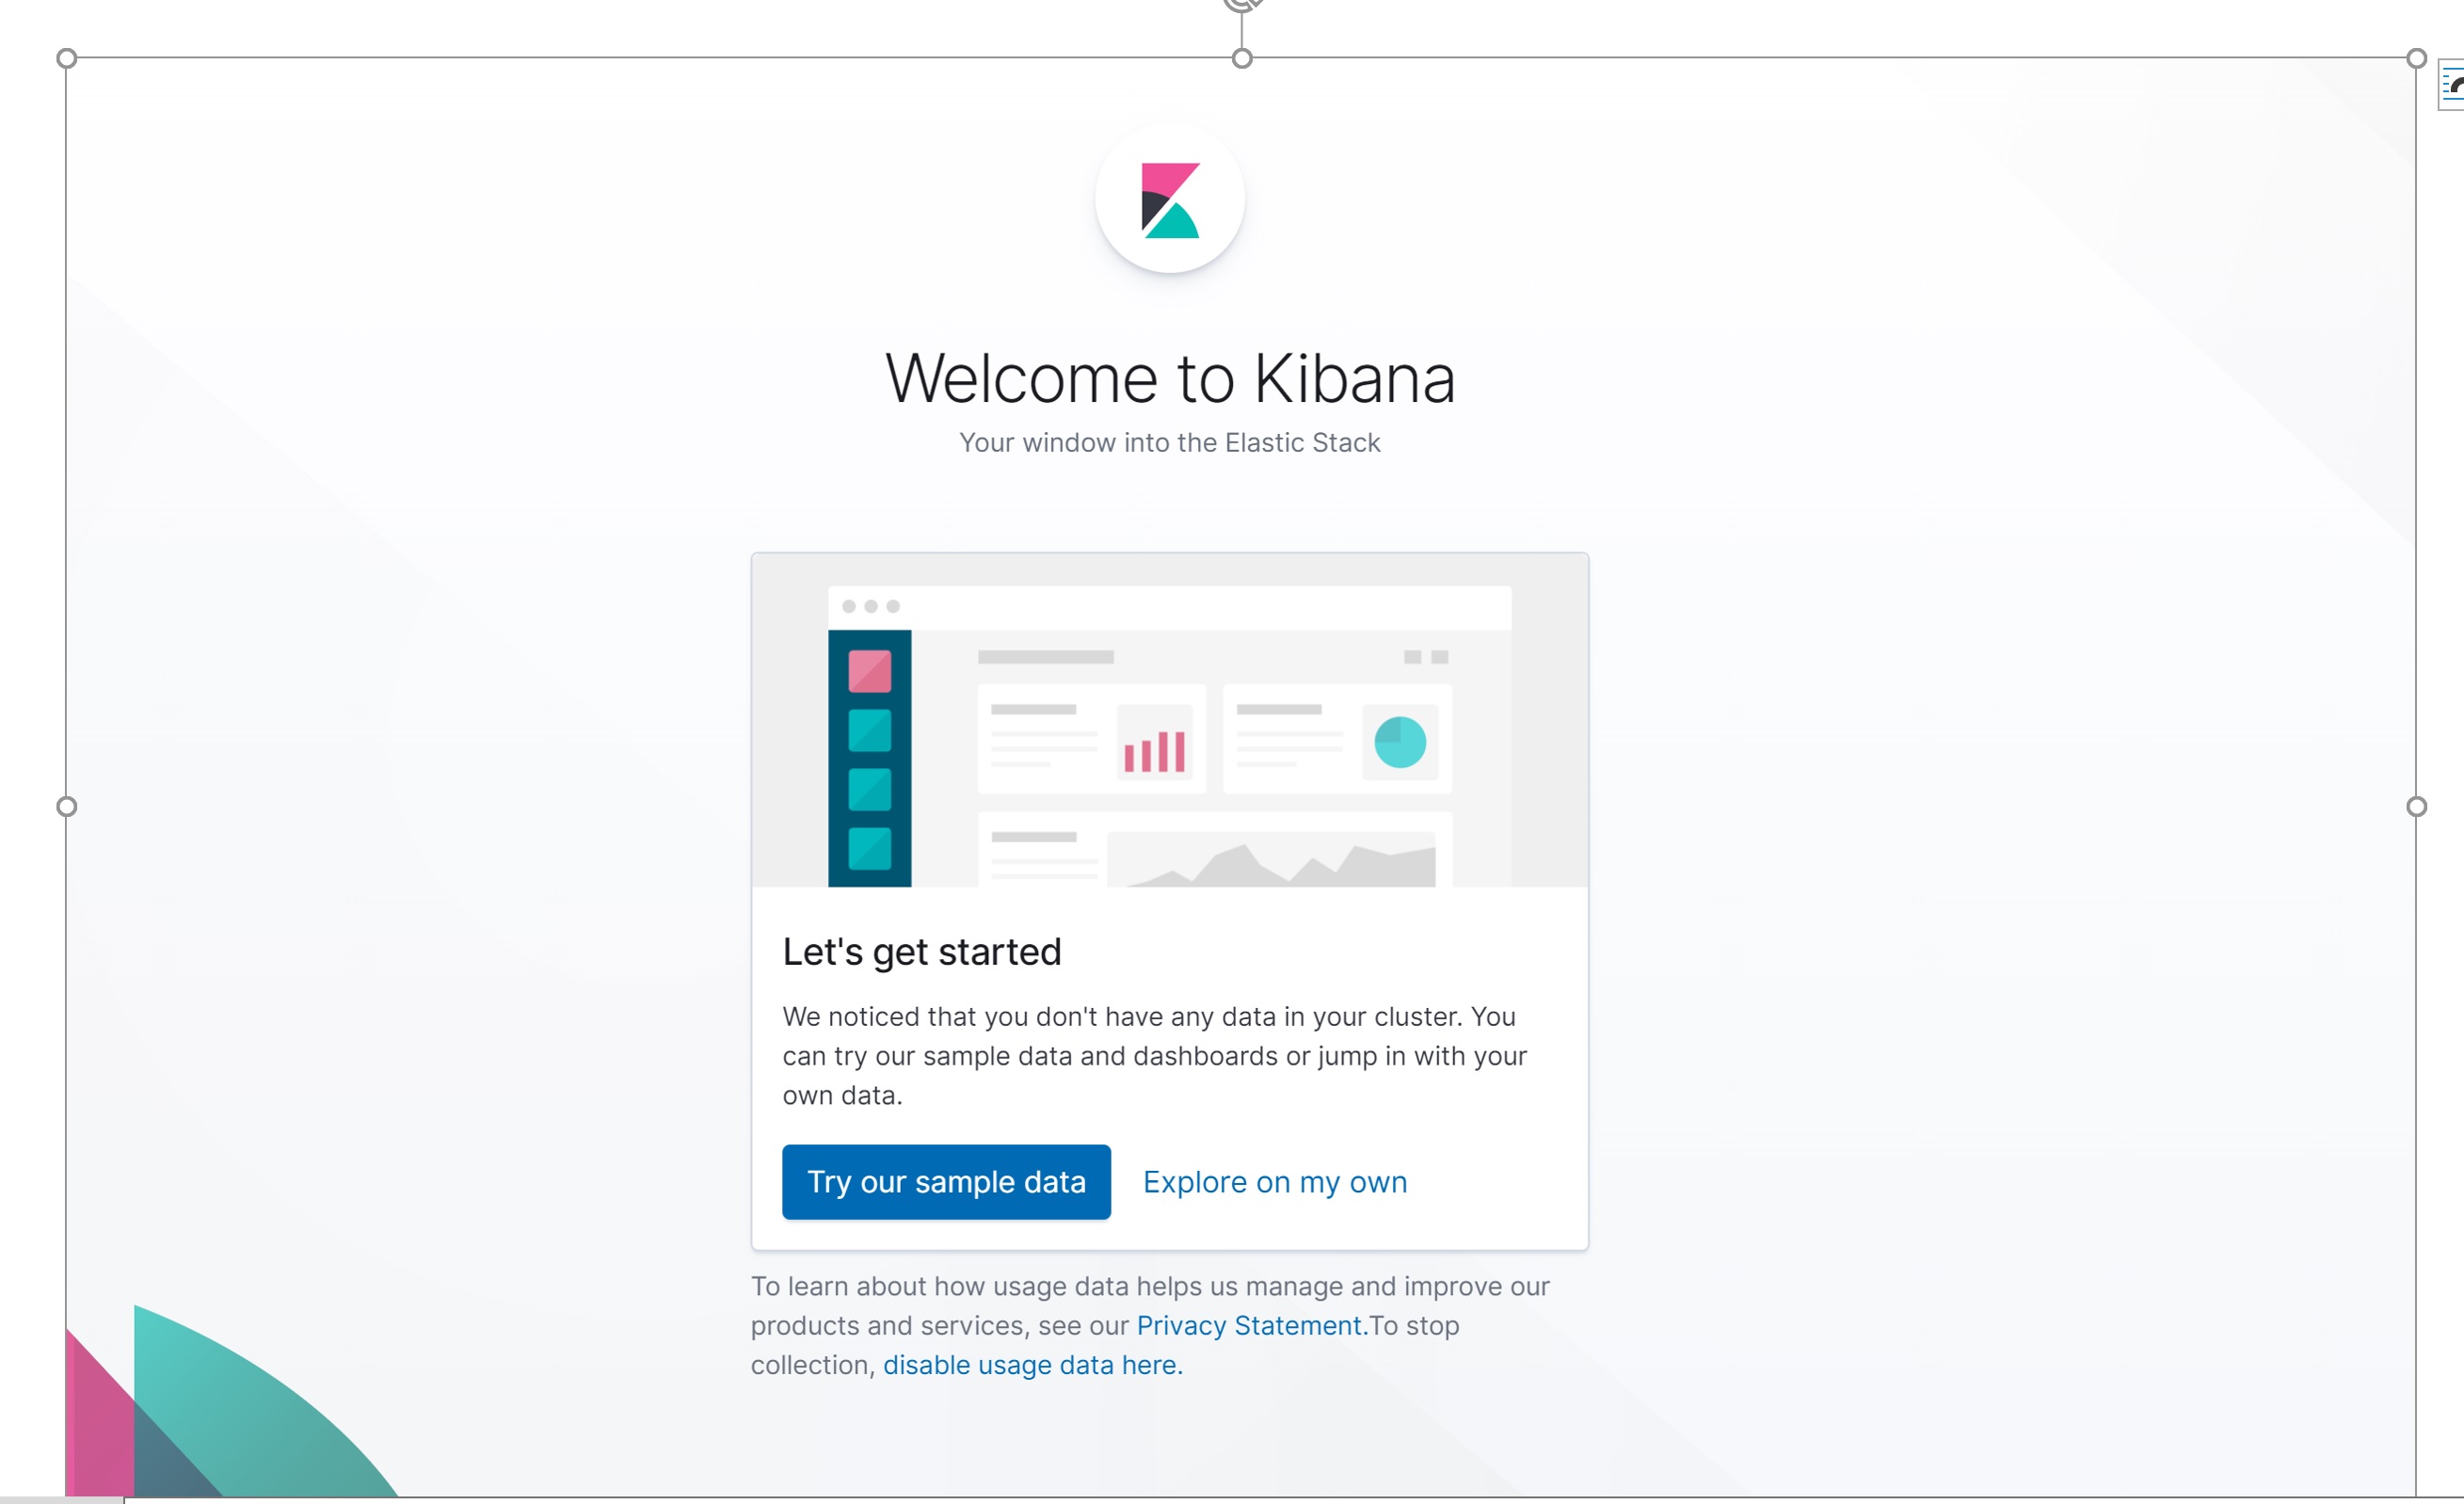 Welcome to Kibana
Your window into the Elastic Stack
Let's get started
We noticed that you don't have any data in your cluster. You
can try our sample data and dashboards or jump in with your
own data.
Try our sample data
Explore on my own
To learn about how usage data helps us manage and improve our
products and services, see our Privacy Statement.To stop
collection, disable usage data here.